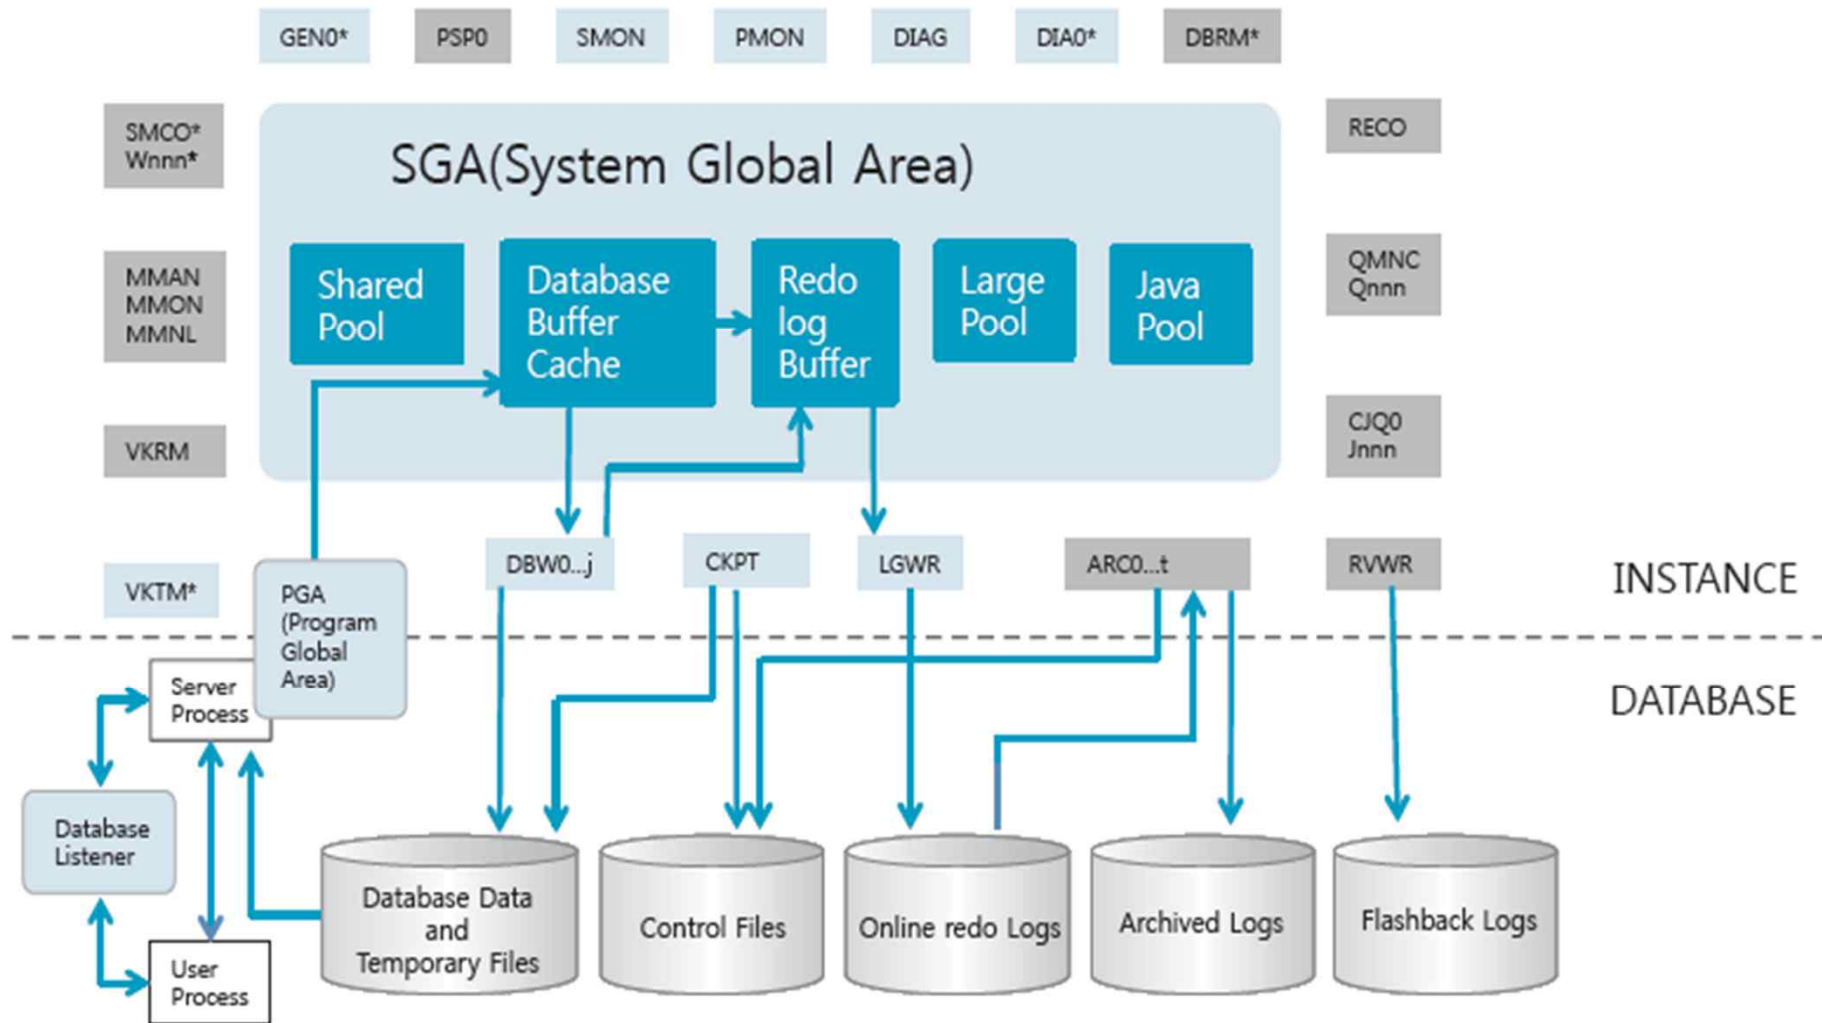 GEN0*
PSP0
SMON
PMON
DIAG
DIA0*
DBRM*
SMCO*
Wnnn*
SGA(System Global Area)
RECO
MMAN
MMON
MMNL
Shared
Pool
Database
Buffer
Cache
Redo
log
Buffer
Large
Pool
Java
Pool
QMNC
Qnnn
VKRM
CJQ0
Jnnn
VKTM*
PGA
(Program
Global
Area)
DBW0...j
CKPT
LGWR
ARC0...t
RVWR
INSTANCE
DATABASE
Server
Process
Database
Listener
User
Process
Database Data
and
Temporary Files
Control Files
Online redo Logs
Archived Logs
Flashback Logs